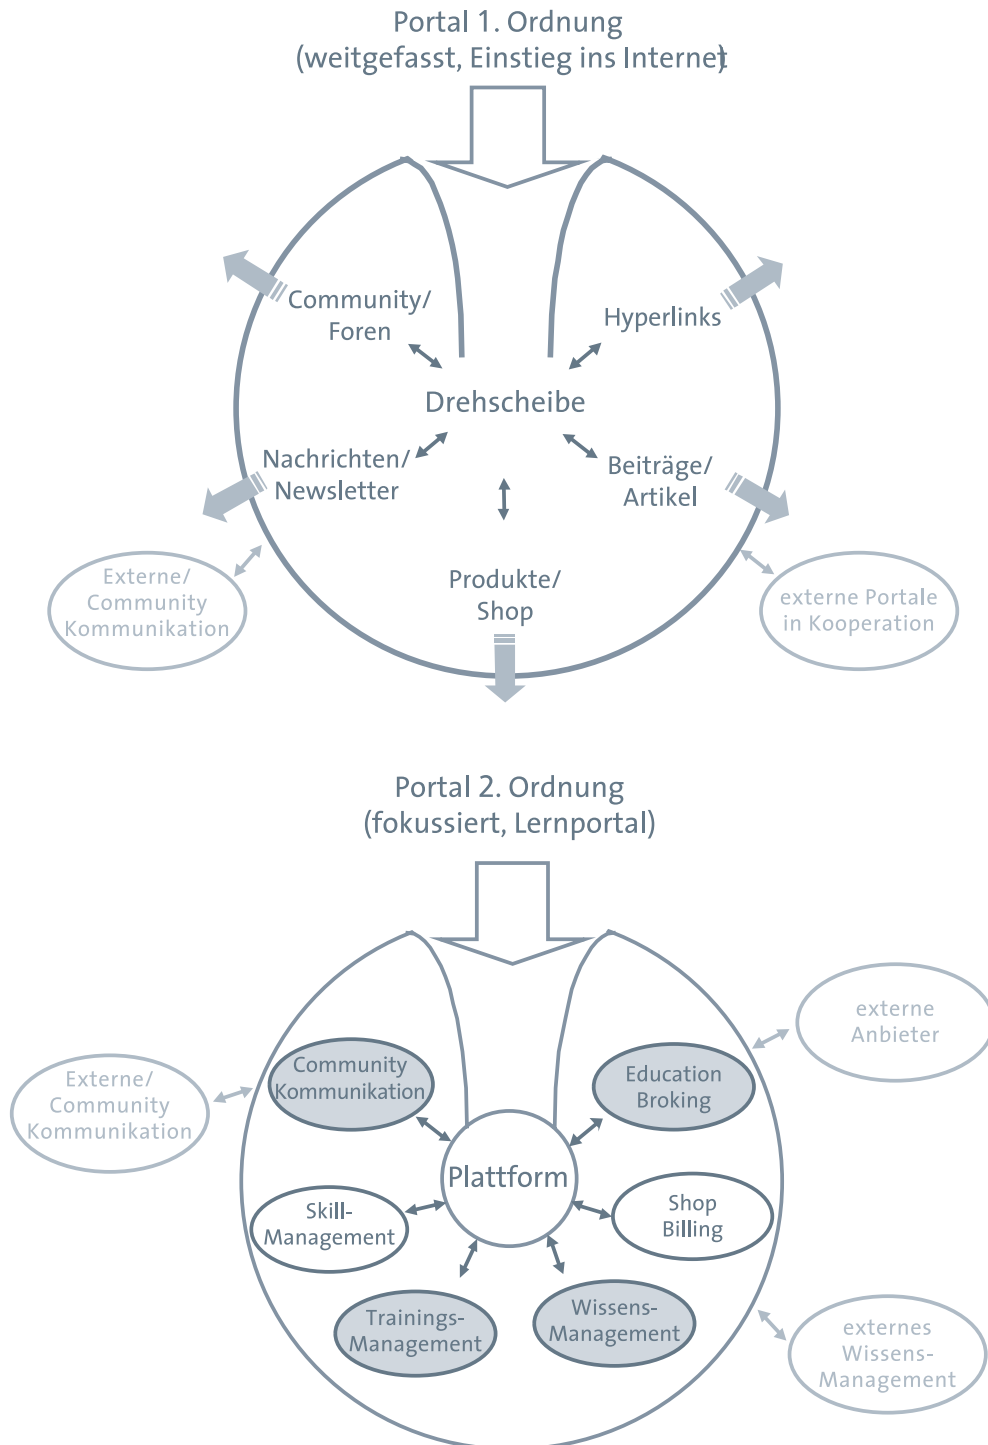 Portal 1. Ordnung
(weitgefasst, Einstieg ins Internet)
Community/
Foren
Hyperlinks
Drehscheibe
Nachrichten/
Newsletter
Beiträge/
Artikel
Produkte/
Shop
Externe/
Community
Kommunikation
externe Portale
in Kooperation
Portal 2. Ordnung
(fokussiert, Lernportal)
externe
Anbieter
Externe/
Community
Kommunikation
Community
Kommunikation
Education
Broking
Plattform
Skill-
Management
Shop
Billing
Trainings-
Management
Wissens-
Management
externes
Wissens-
Management